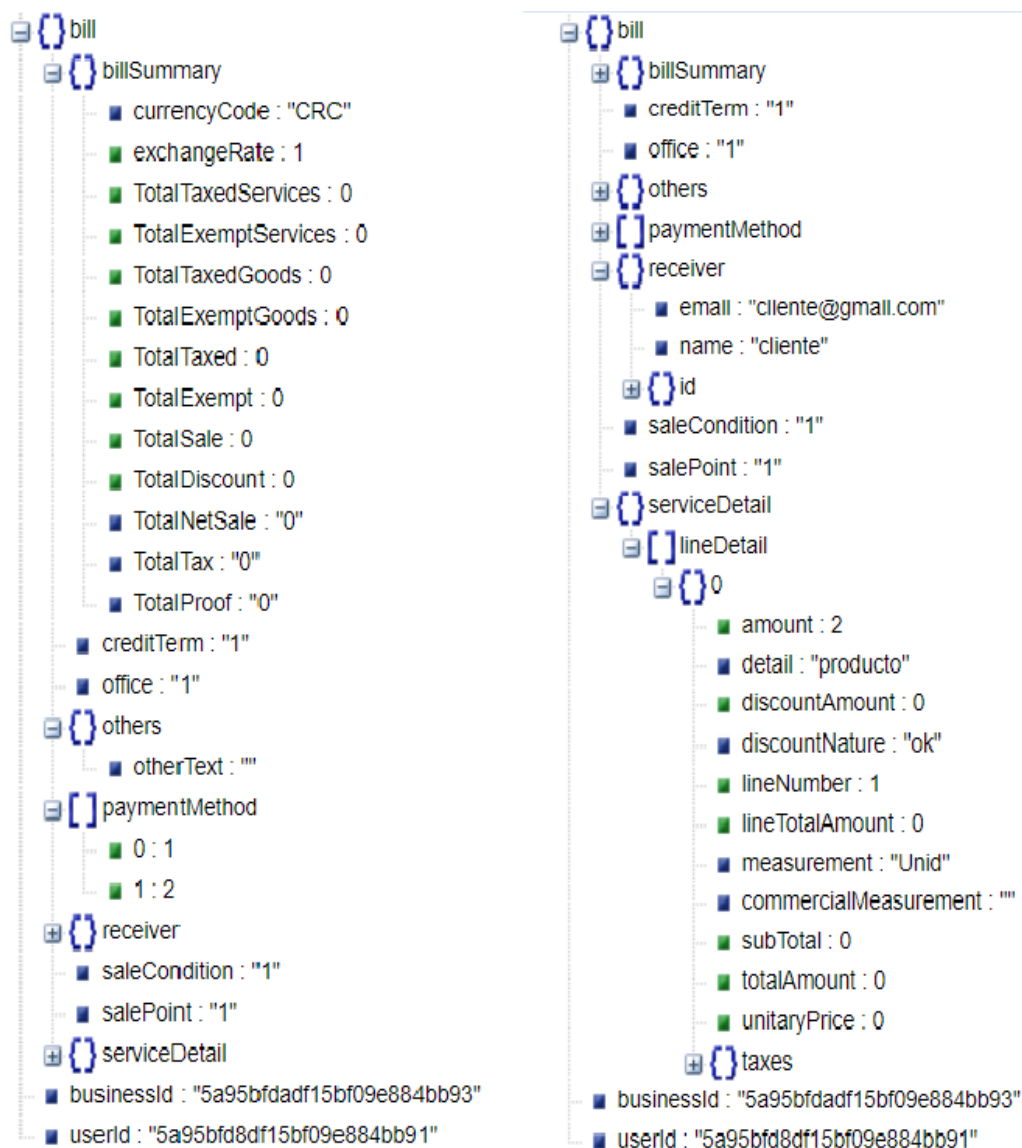 bill
billSummary
currencyCode : "CRC"
exchangeRate : 1
TotalTaxedServices : 0
TotalExemptServices : 0
TotalTaxedGoods : 0
TotalExemptGoods : 0
TotalTaxed : 0
TotalExempt : 0
TotalSale : 0
TotalDiscount : 0
TotalNetSale : "0"
TotalTax : "0"
TotalProof : "0"
creditTerm : "1"
office : "1"
others
otherText : ""
paymentMethod
0 : 1
1 : 2
receiver
saleCondition : "1"
salePoint : "1"
serviceDetail
businessId : "5a95bfdadf15bf09e884bb93"
userId : "5a95bfd8df15bf09e884bb91"
bill
billSummary
creditTerm : "1"
office : "1"
others
paymentMethod
receiver
email : "cliente@gmail.com"
name : "cliente"
id
saleCondition : "1"
salePoint : "1"
serviceDetail
lineDetail
0
amount : 2
detail : "producto"
discountAmount : 0
discountNature : "ok"
lineNumber : 1
lineTotalAmount : 0
measurement : "Unid"
commercialMeasurement : ""
subTotal : 0
totalAmount : 0
unitaryPrice : 0
taxes
businessId : "5a95bfdadf15bf09e884bb93"
userId : "5a95bfd8df15bf09e884bb91"